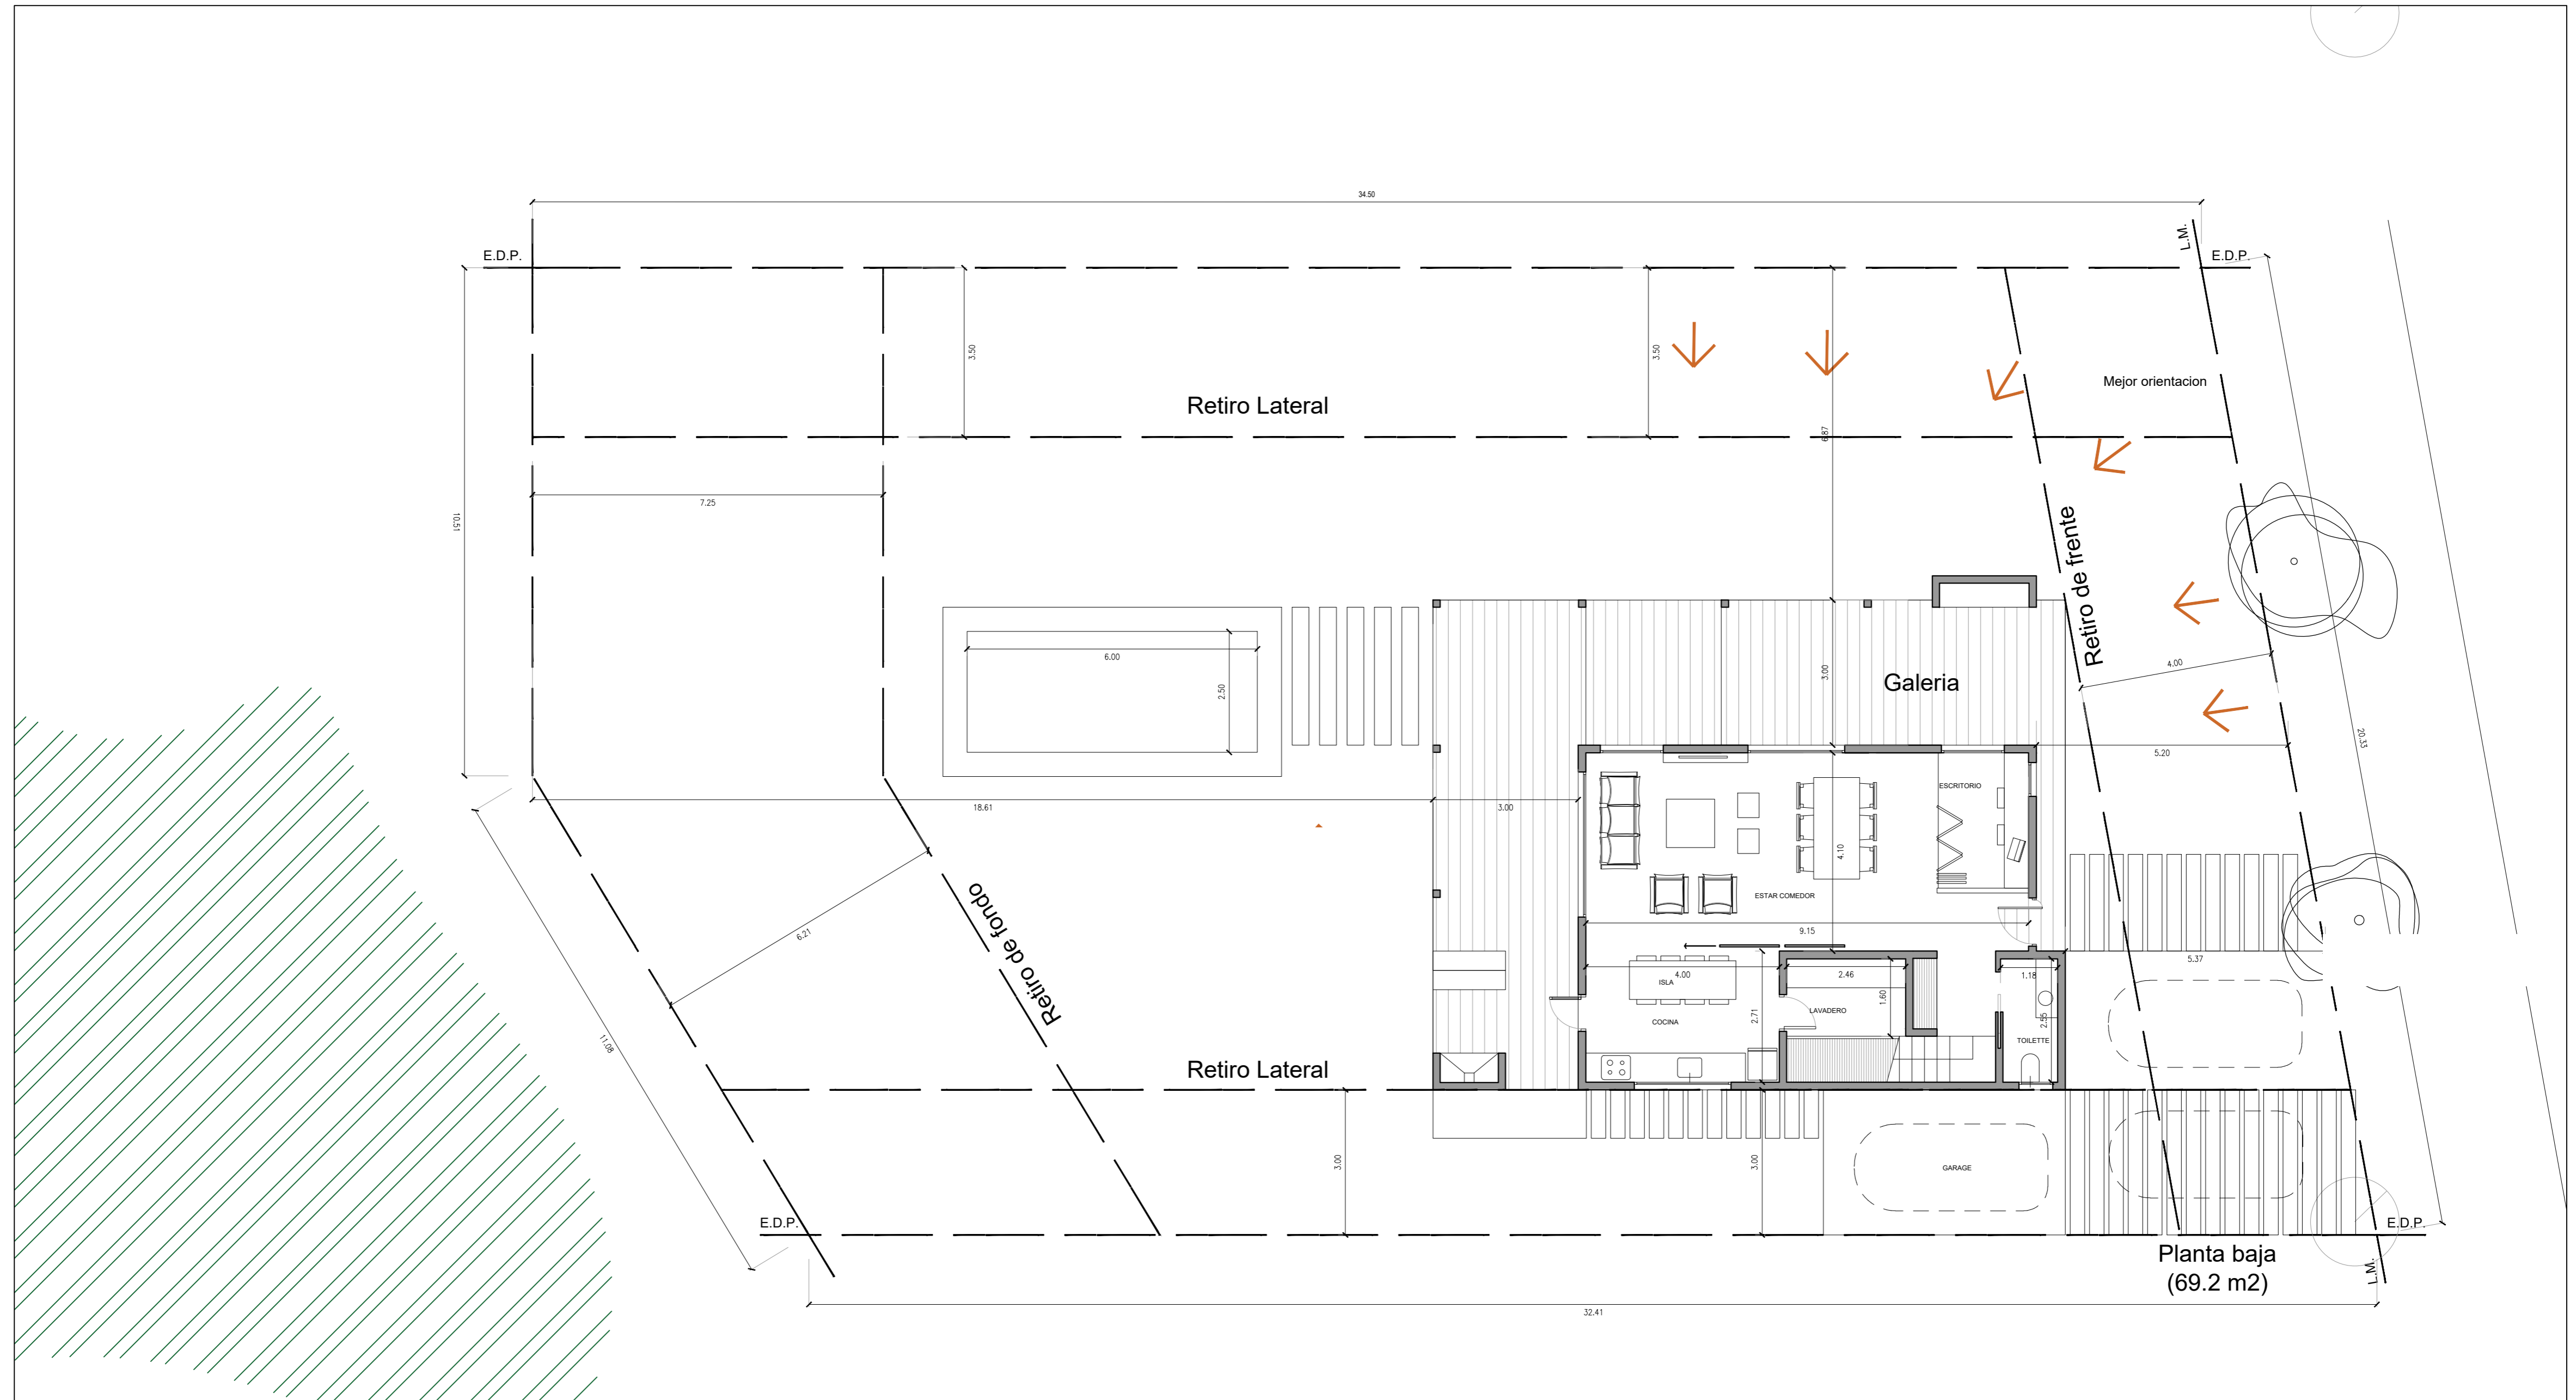 34.50
E.D.P.
L.M.
E.D.P.
3.50
3.50
Mejor orientacion
Retiro Lateral
6.87
7.25
10.51
Retiro de frente
6.00
2.50
3.00
Galeria
4.00
20.33
5.20
ESCRITORIO
18.61
3.00
4.10
ESTAR COMEDOR
Retiro de fondo
6.21
9.15
5.37
4.00
2.46
1.18
ISLA
1.60
LAVADERO
COCINA
2.71
2.55
TOILETTE
11.08
Retiro Lateral
3.00
3.00
GARAGE
E.D.P.
E.D.P.
Planta baja
(69.2 m2)
L.M.
32.41